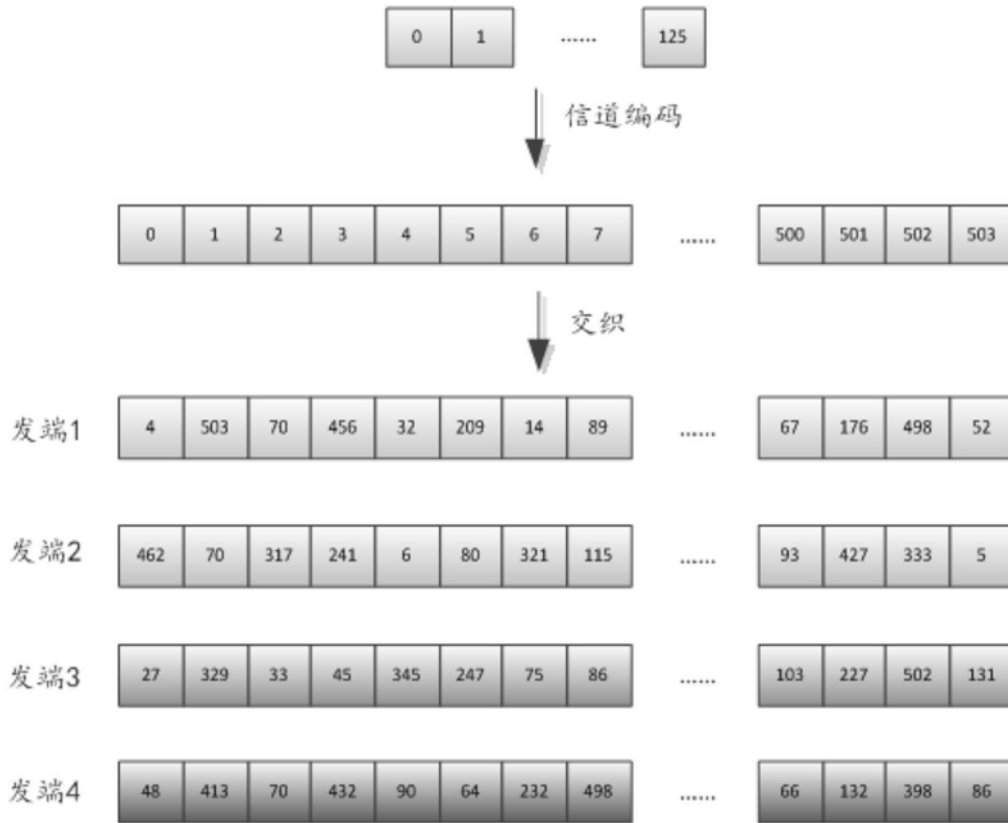 0 1 ...... 125
信道编码
0 1 2 3 4 5 6 7 ...... 500 501 502 503
交织
发端1 4 503 70 456 32 209 14 89 ...... 67 176 498 52
发端2 462 70 317 241 6 80 321 115 ...... 93 427 333 5
发端3 27 329 33 45 345 247 75 86 ...... 103 227 502 131
发端4 48 413 70 432 90 64 232 498 ...... 66 132 398 86